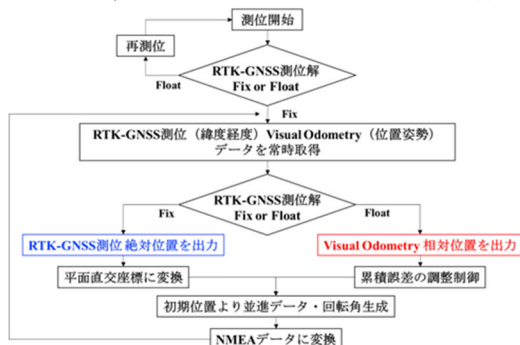 測位開始
再測位
RTK-GNSS測位解
Fix or Float
Float
Fix
RTK-GNSS測位（緯度経度）Visual Odometry（位置姿勢）
データを常時取得
RTK-GNSS測位解
Fix or Float
Fix
Float
RTK-GNSS測位 絶対位置を出力
Visual Odometry 相対位置を出力
平面直交座標に変換
累積誤差の調整制御
初期位置より並進データ・回転角生成
NMEAデータに変換